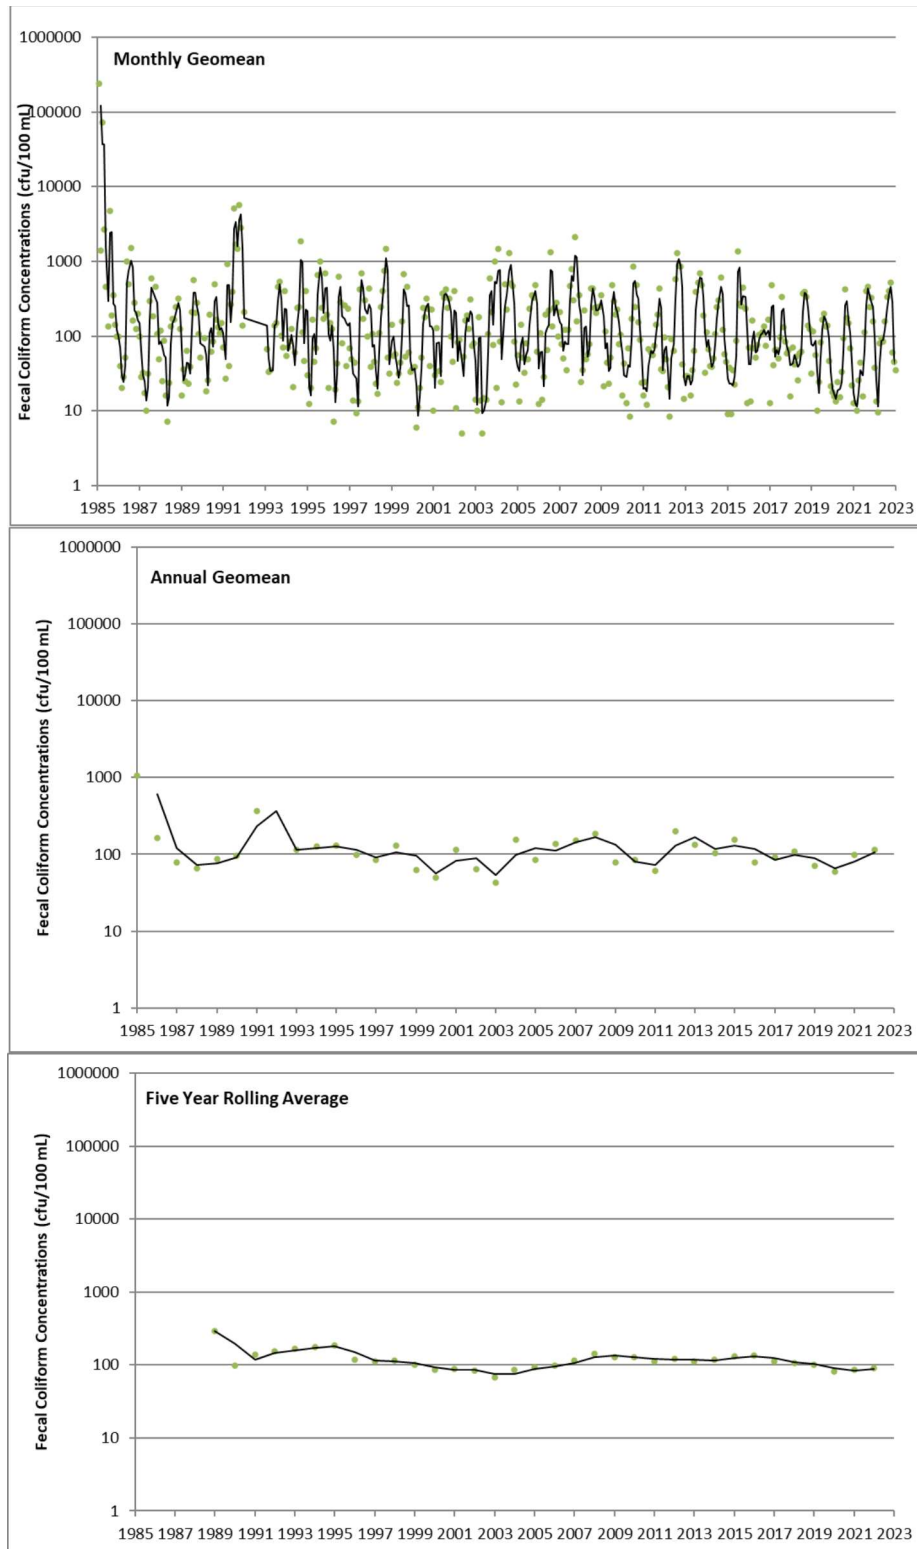 Monthly Geomean
Fecal Coliform Concentrations (cfu/100 mL)
1000000
100000
10000
1000
100
10
1
1985 1987 1989 1991 1993 1995 1997 1999 2001 2003 2005 2007 2009 2011 2013 2015 2017 2019 2021 2023
Annual Geomean
Fecal Coliform Concentrations (cfu/100 mL)
1000000
100000
10000
1000
100
10
1
1985 1987 1989 1991 1993 1995 1997 1999 2001 2003 2005 2007 2009 2011 2013 2015 2017 2019 2021 2023
Five Year Rolling Average
Fecal Coliform Concentrations (cfu/100 mL)
1000000
100000
10000
1000
100
10
1
1985 1987 1989 1991 1993 1995 1997 1999 2001 2003 2005 2007 2009 2011 2013 2015 2017 2019 2021 2023